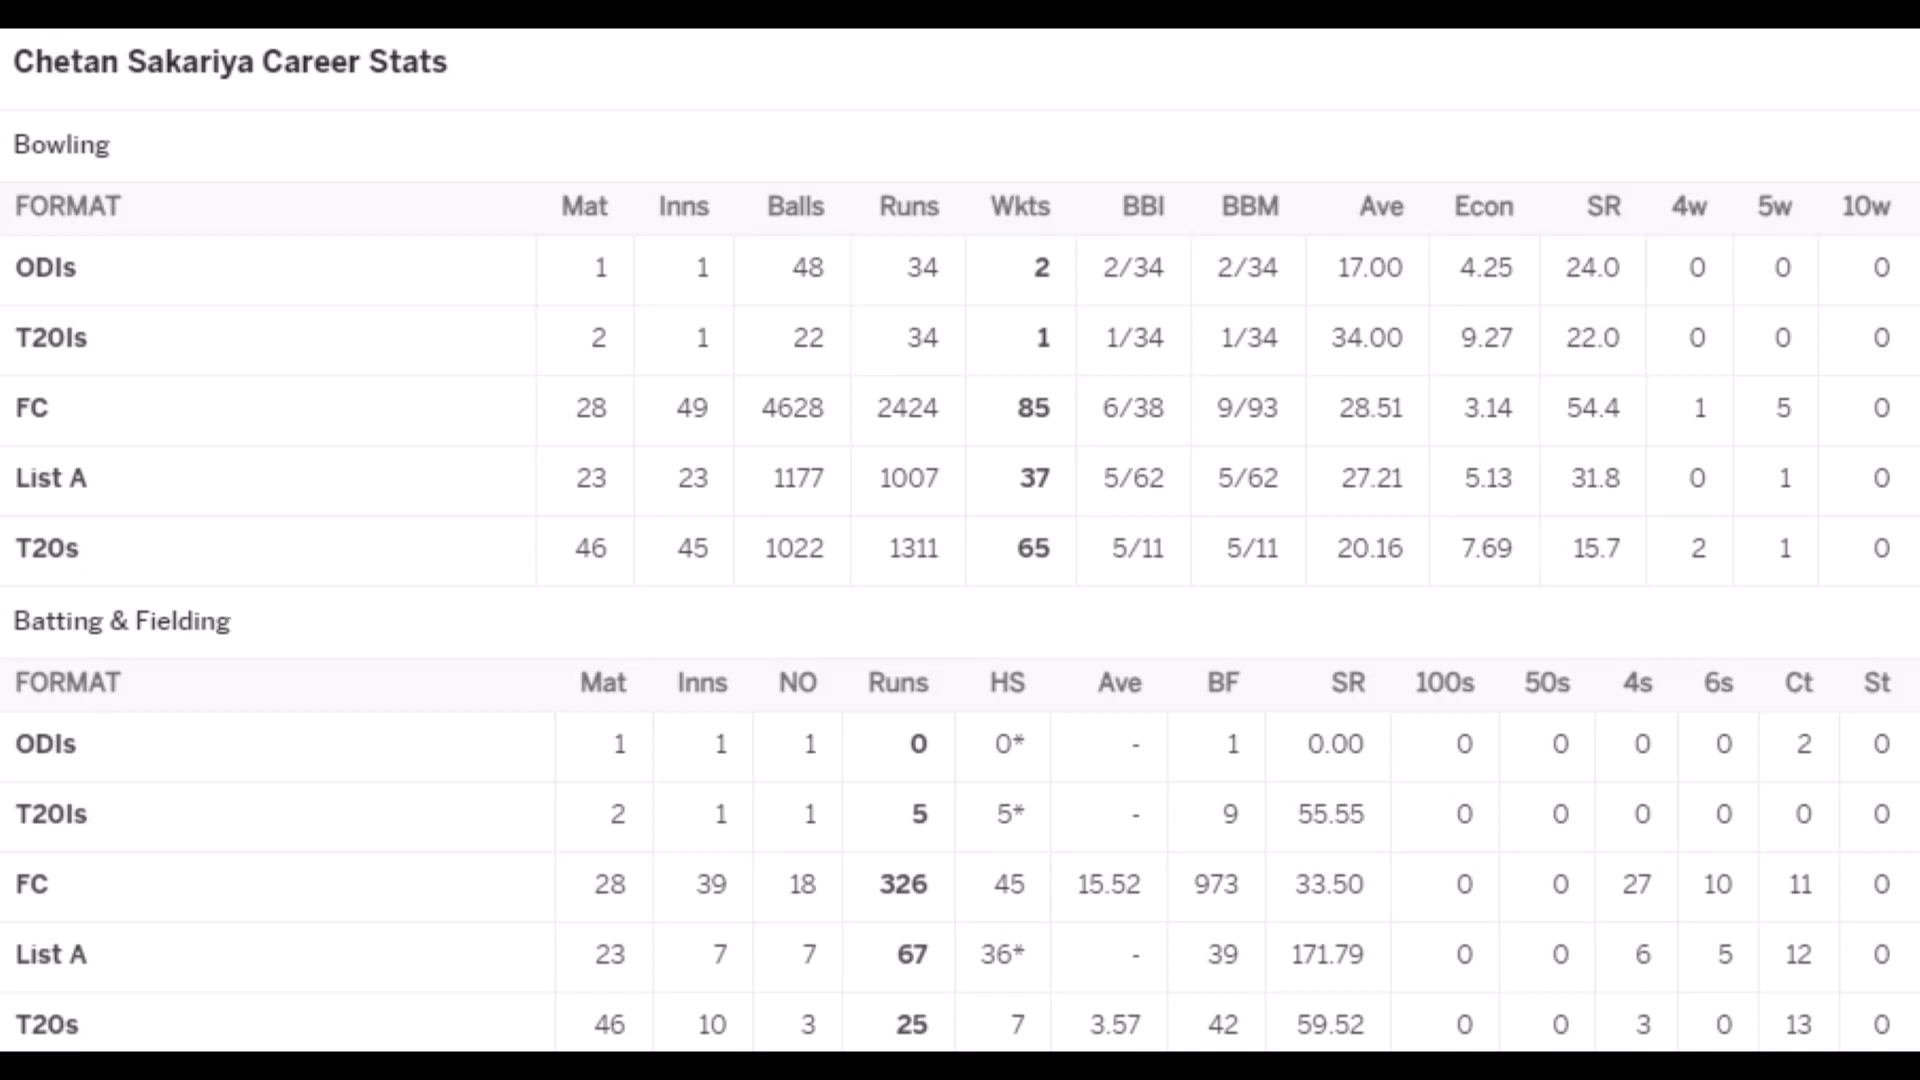 Chetan Sakariya Career Stats
Bowling
FORMAT Mat Inns Balls Runs Wkts BBI BBM Ave Econ SR 4w 5w 10w
ODIs 1 1 48 34 2 2/34 2/34 17.00 4.25 24.0 0 0 0
T20Is 2 1 22 34 1 1/34 1/34 34.00 9.27 22.0 0 0 0
FC 28 49 4628 2424 85 6/38 9/93 28.51 3.14 54.4 1 5 0
List A 23 23 1177 1007 37 5/62 5/62 27.21 5.13 31.8 0 1 0
T20s 46 45 1022 1311 65 5/11 5/11 20.16 7.69 15.7 2 1 0
Batting & Fielding
FORMAT Mat Inns NO Runs HS Ave BF SR 100s 50s 4s 6s Ct St
ODIs 1 1 1 0 0* - 1 0.00 0 0 0 0 2 0
T20Is 2 1 1 5 5* - 9 55.55 0 0 0 0 0 0
FC 28 39 18 326 45 15.52 973 33.50 0 0 27 10 11 0
List A 23 7 7 67 36* - 39 171.79 0 0 6 5 12 0
T20s 46 10 3 25 7 3.57 42 59.52 0 0 3 0 13 0